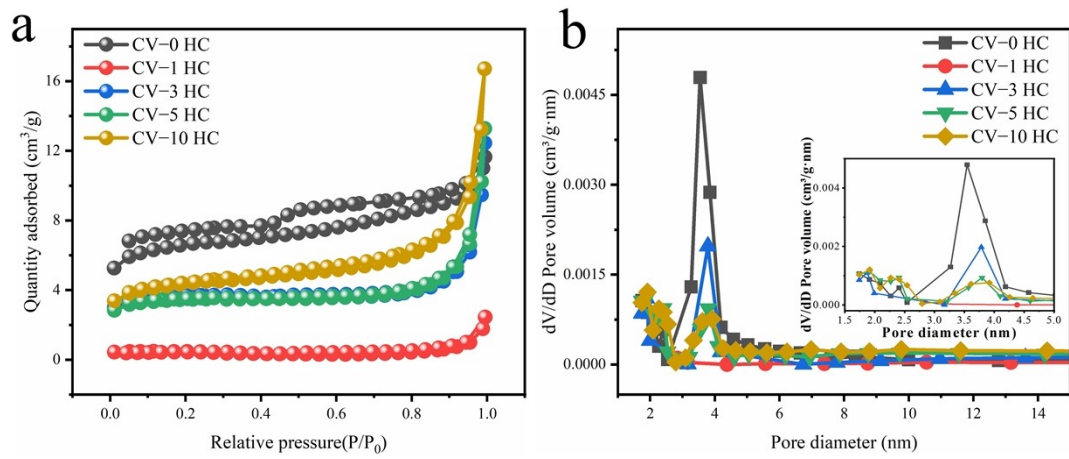 a
CV−0 HC
CV−1 HC
CV−3 HC
CV−5 HC
CV−10 HC
Quantity adsorbed (cm³/g)
16
12
8
4
0
0.0 0.2 0.4 0.6 0.8 1.0
Relative pressure(P/P₀)
b
CV−0 HC
CV−1 HC
CV−3 HC
CV−5 HC
CV−10 HC
dV/dD Pore volume (cm³/g·nm)
0.0045
0.0030
0.0015
0.0000
2 4 6 8 10 12 14
Pore diameter (nm)
dV/dD Pore volume (cm³/g·nm)
0.004
0.002
0.000
1.5 2.0 2.5 3.0 3.5 4.0 4.5 5.0
Pore diameter (nm)